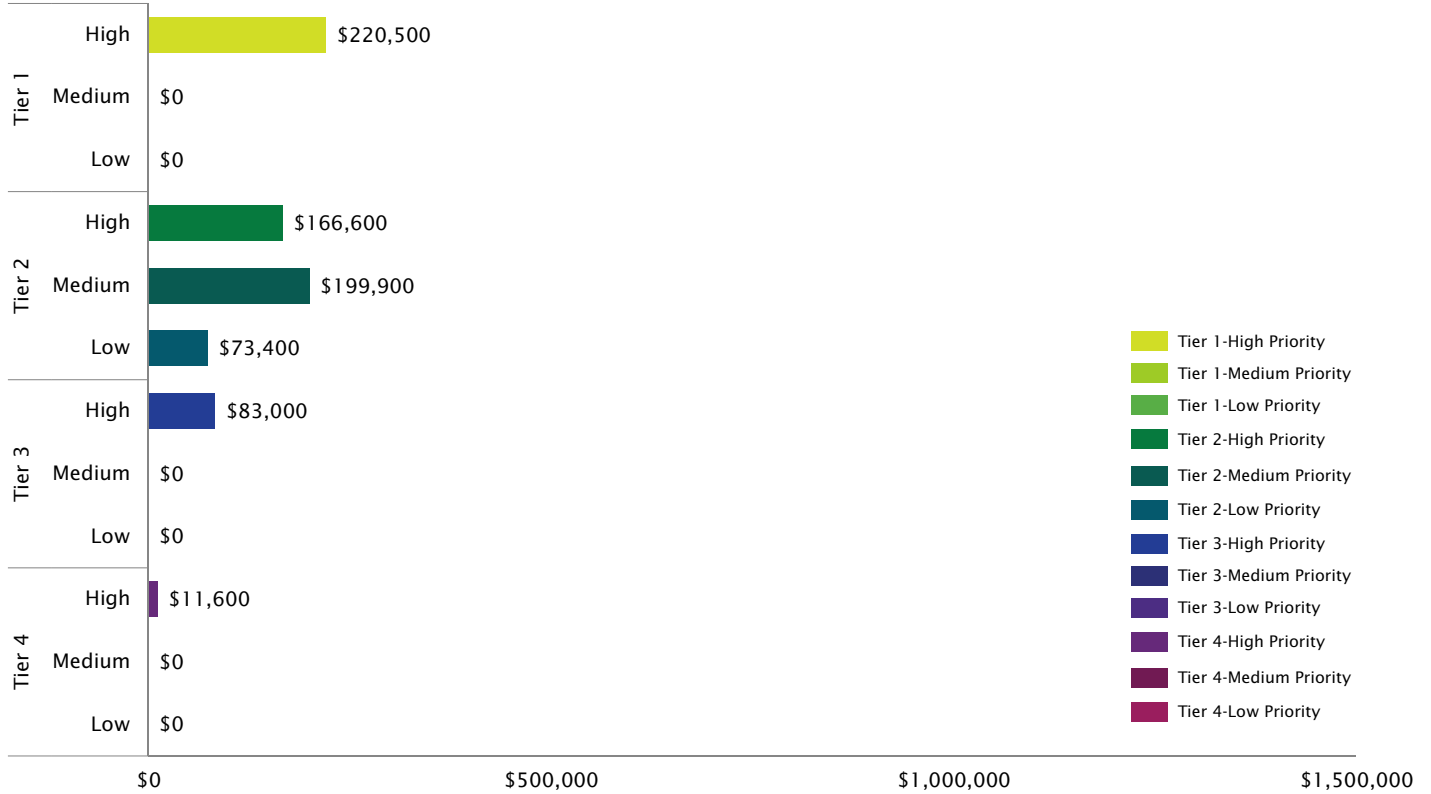 Tier 1
High $220,500
Medium $0
Low $0
Tier 2
High $166,600
Medium $199,900
Low $73,400
Tier 3
High $83,000
Medium $0
Low $0
Tier 4
High $11,600
Medium $0
Low $0
$0 $500,000 $1,000,000 $1,500,000
Tier 1-High Priority
Tier 1-Medium Priority
Tier 1-Low Priority
Tier 2-High Priority
Tier 2-Medium Priority
Tier 2-Low Priority
Tier 3-High Priority
Tier 3-Medium Priority
Tier 3-Low Priority
Tier 4-High Priority
Tier 4-Medium Priority
Tier 4-Low Priority